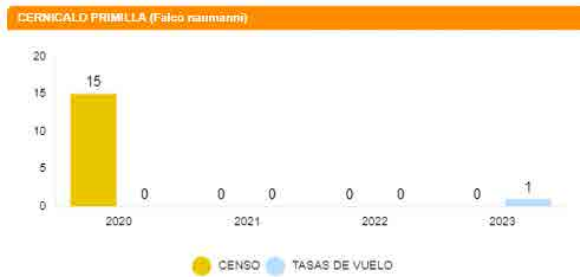 CERNICALO PRIMILLA (Falco naumanni)
20
15
10
5
0
15 0 0 0 0 0 0 1
2020 2021 2022 2023
CENSO TASAS DE VUELO